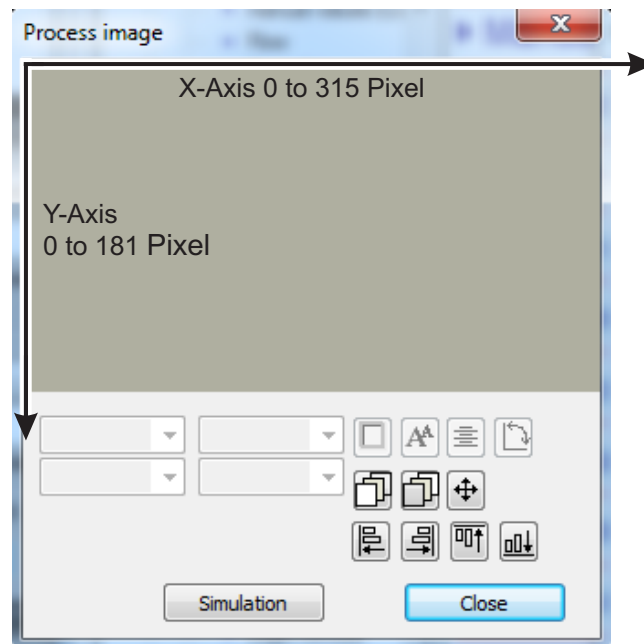 Process image
X-Axis 0 to 315 Pixel
Y-Axis
0 to 181 Pixel
Simulation
Close